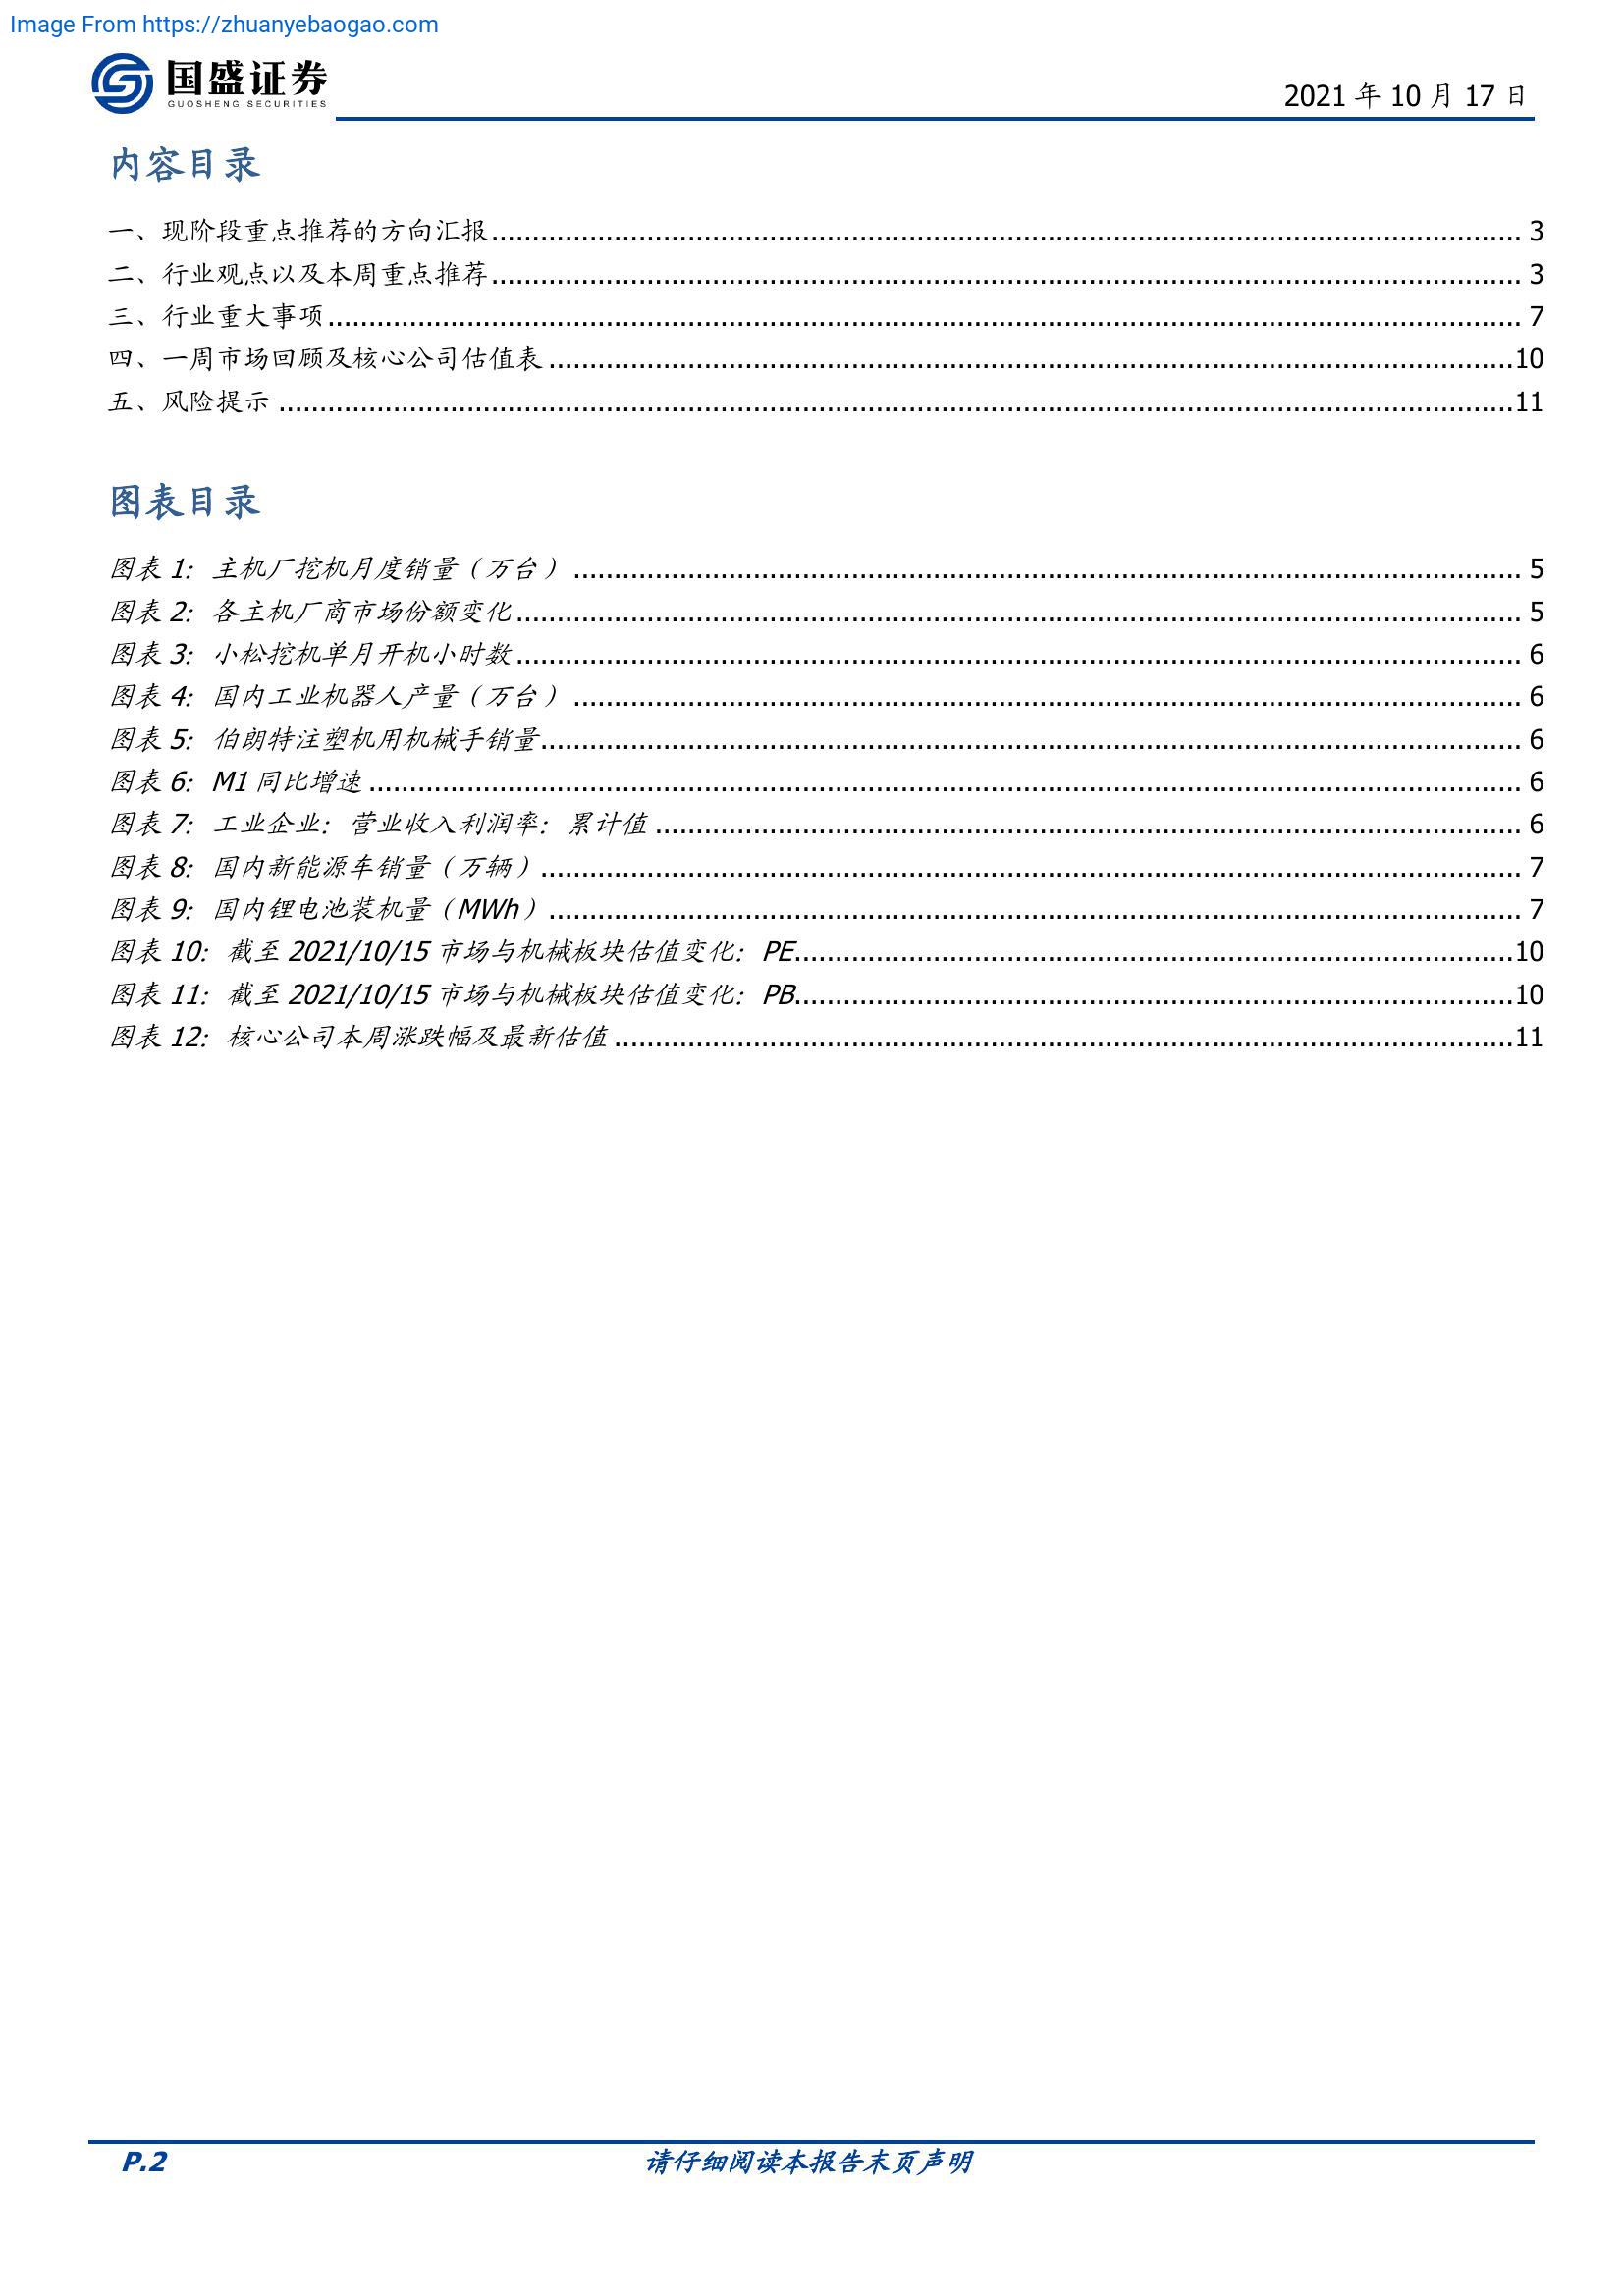 Image From https://zhuanyebaogao.com
国盛证券
GUOSHENG SECURITIES
2021 年 10 月 17 日
内容目录
一、现阶段重点推荐的方向汇报 3
二、行业观点以及本周重点推荐 3
三、行业重大事项 7
四、一周市场回顾及核心公司估值表 10
五、风险提示 11
图表目录
图表 1：主机厂挖机月度销量（万台） 5
图表 2：各主机厂商市场份额变化 5
图表 3：小松挖机单月开机小时数 6
图表 4：国内工业机器人产量（万台） 6
图表 5：伯朗特注塑机用机械手销量 6
图表 6：M1 同比增速 6
图表 7：工业企业：营业收入利润率：累计值 6
图表 8：国内新能源车销量（万辆） 7
图表 9：国内锂电池装机量（MWh） 7
图表 10：截至 2021/10/15 市场与机械板块估值变化：PE 10
图表 11：截至 2021/10/15 市场与机械板块估值变化：PB 10
图表 12：核心公司本周涨跌幅及最新估值 11
P.2 请仔细阅读本报告末页声明